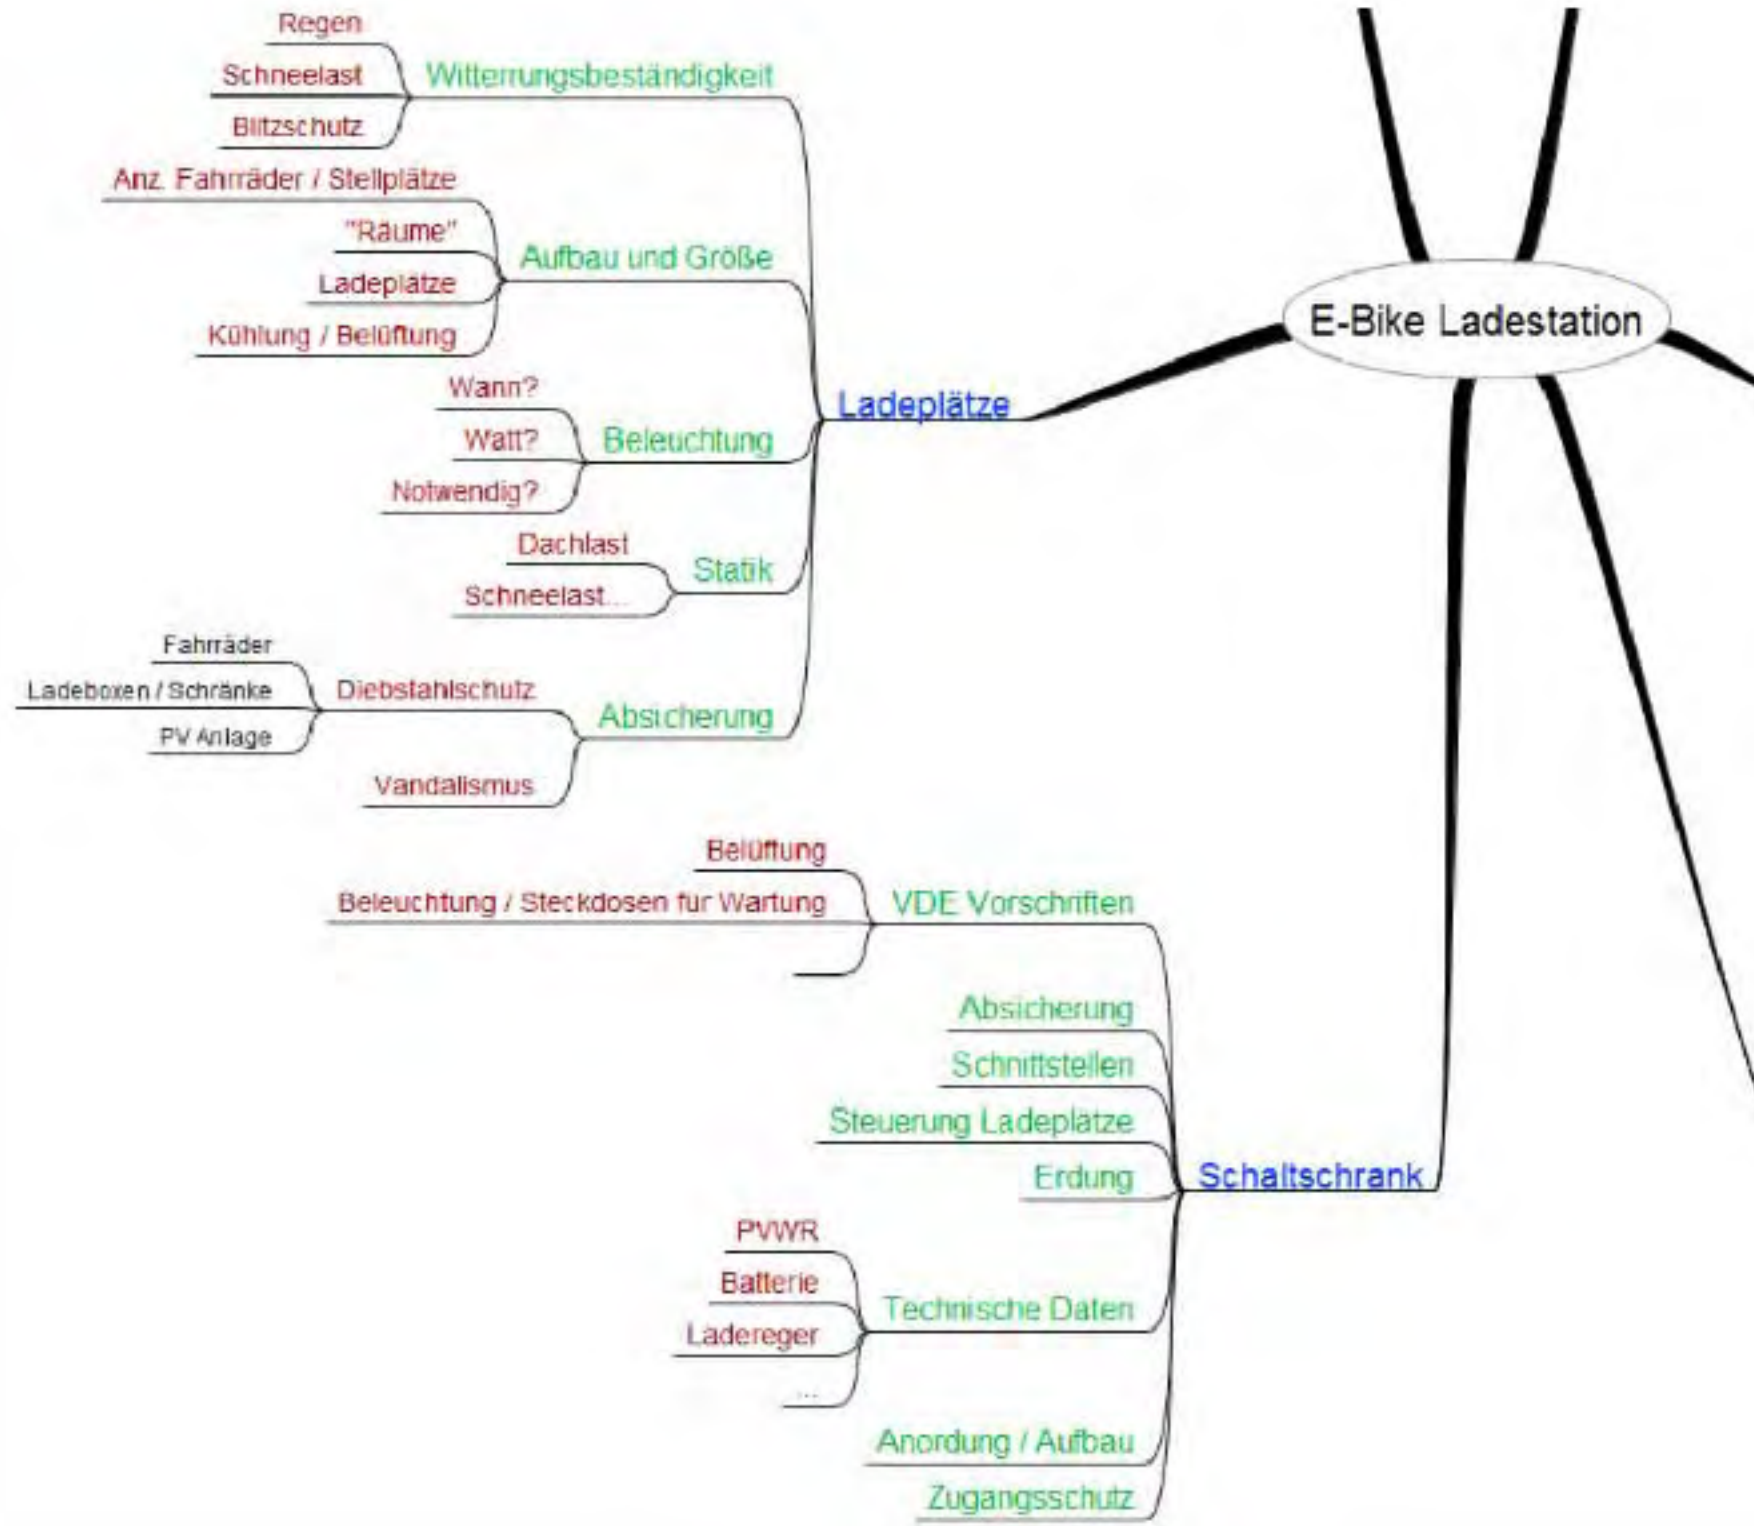 Regen
Schneelast
Blitzschutz
Witterrungsbeständigkeit
Anz. Fahrräder / Stellplätze
"Räume"
Ladeplätze
Kühlung / Belüftung
Aufbau und Größe
Wann?
Watt?
Notwendig?
Beleuchtung
Dachlast
Schneelast...
Statik
Fahrräder
Ladeboxen / Schränke
PV Anlage
Diebstahlschutz
Vandalismus
Absicherung
Ladeplätze
E-Bike Ladestation
Belüftung
Beleuchtung / Steckdosen für Wartung
VDE Vorschriften
Absicherung
Schnittstellen
Steuerung Ladeplätze
Erdung
PVWR
Batterie
Ladereger
...
Technische Daten
Anordung / Aufbau
Zugangsschutz
Schaltschrank